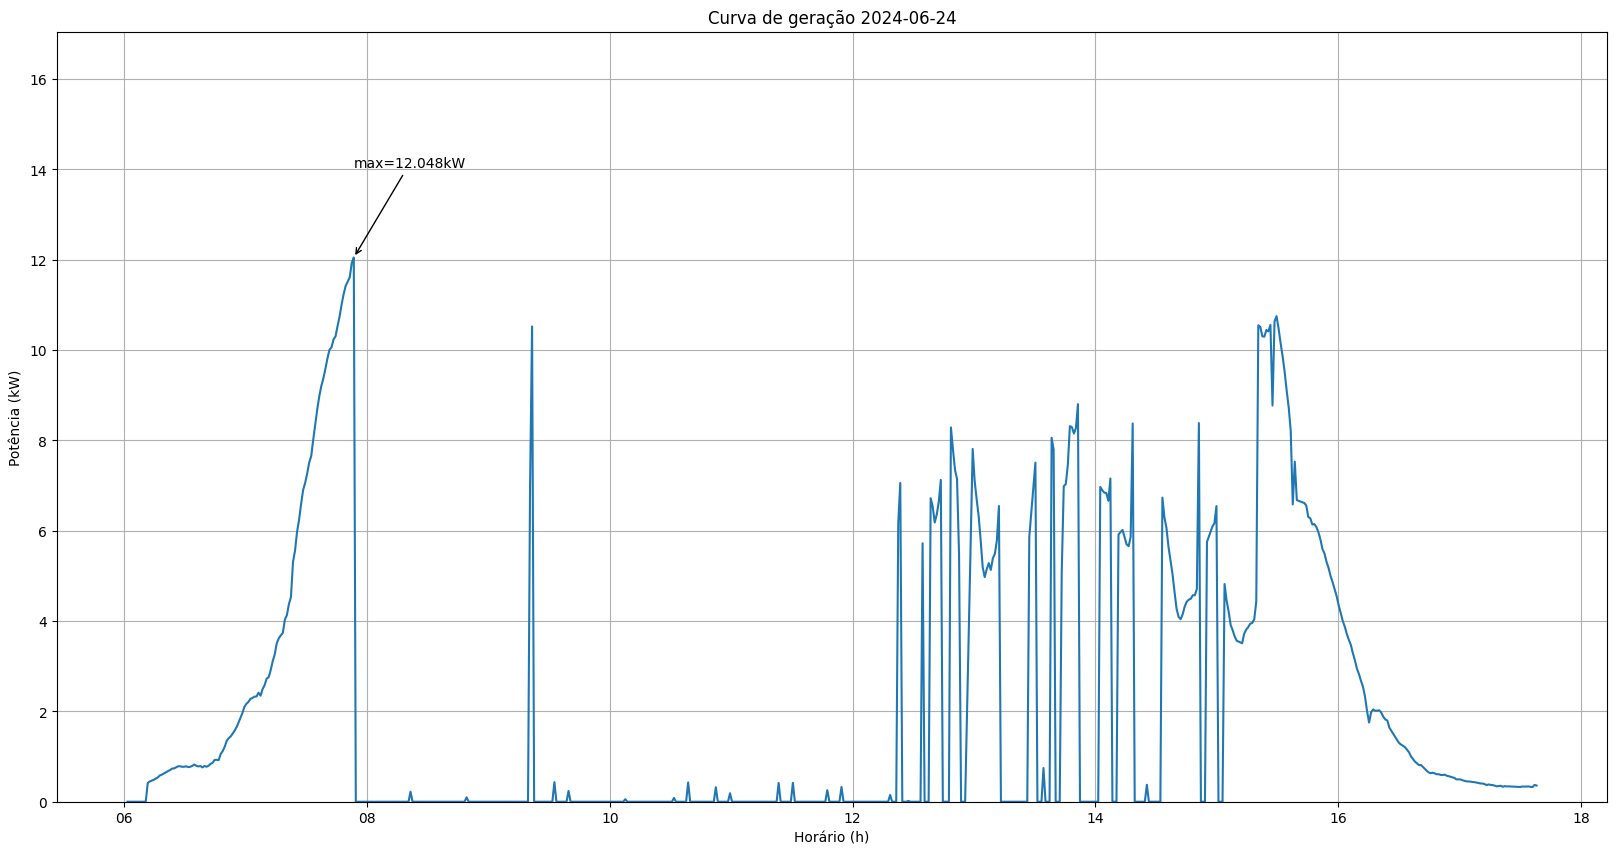 Curva de geração 2024-06-24
16
14
12
10
8
6
4
2
0
Potência (kW)
max=12.048kW
06 08 10 12 14 16 18
Horário (h)